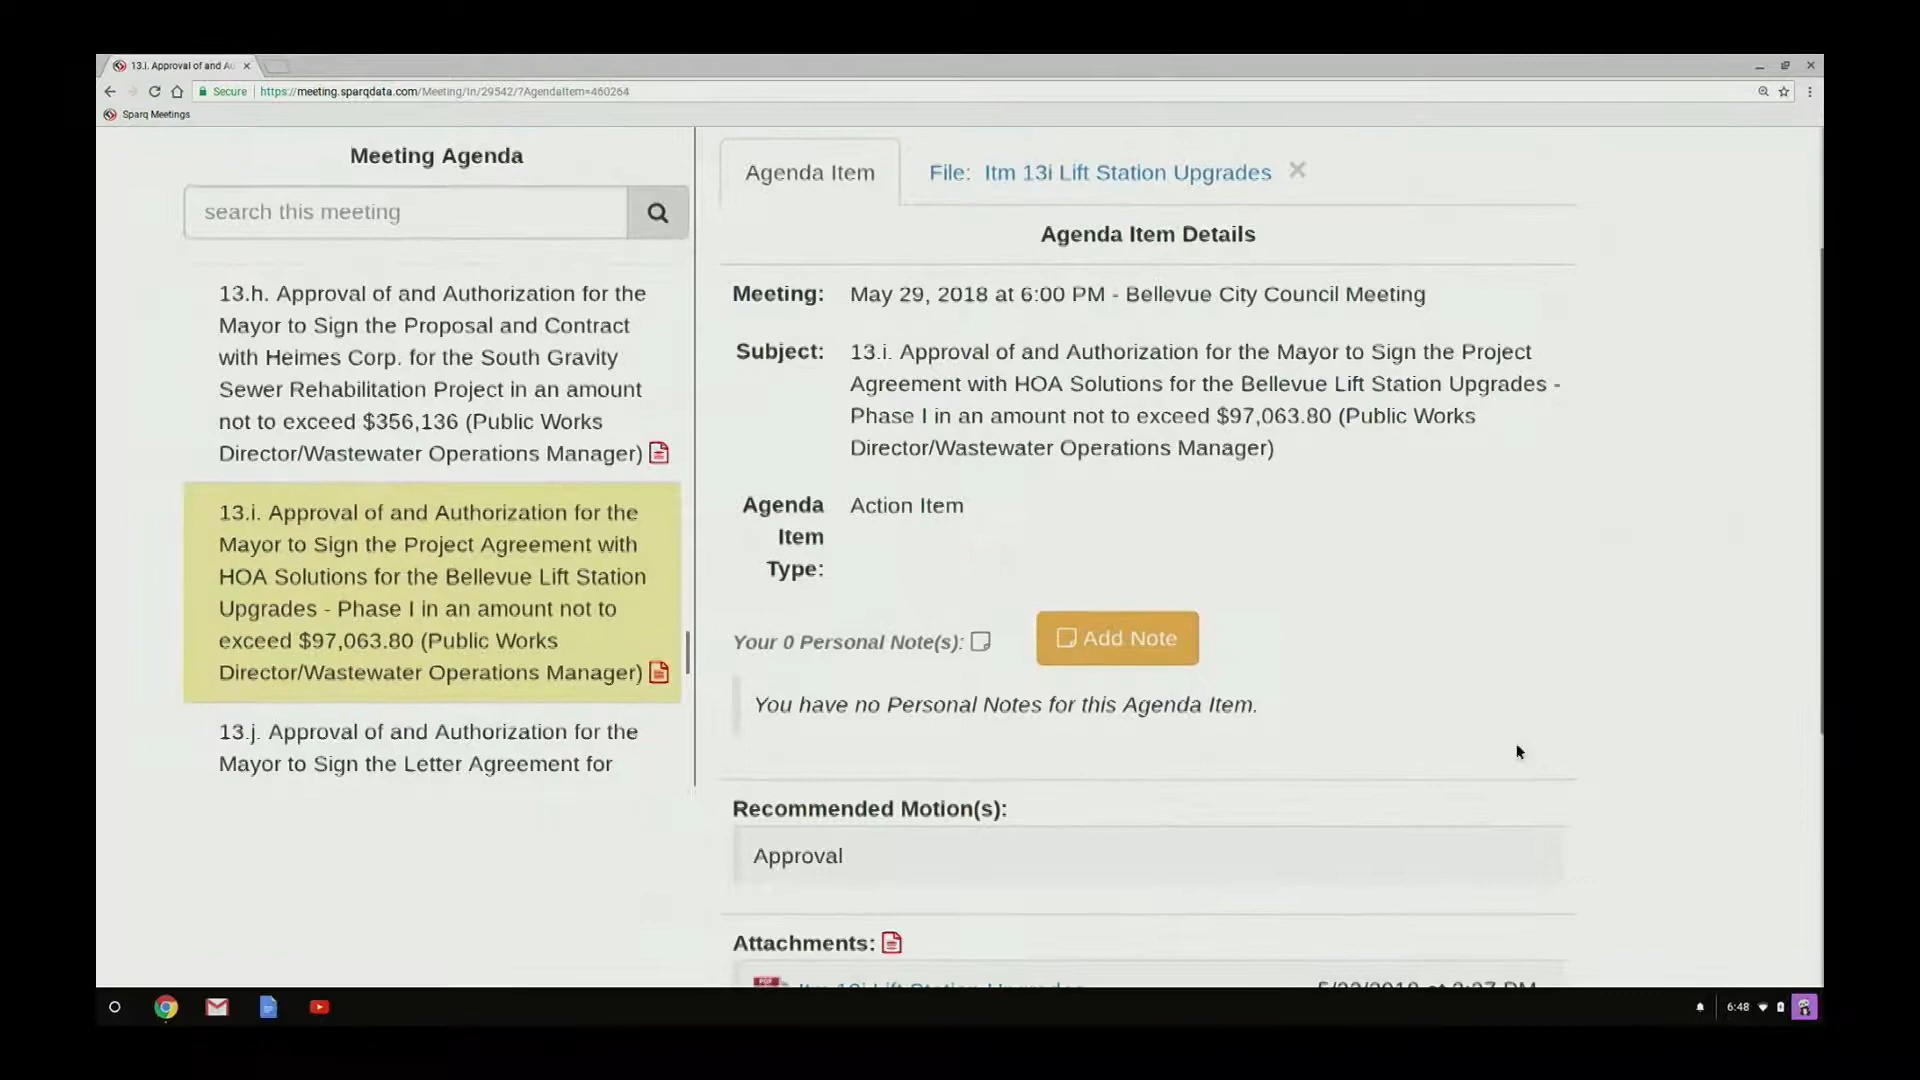 13.i. Approval of and Au
Secure
https://meeting.sparqdata.com/Meeting/In/29542/?AgendaItem=460264
Sparq Meetings
Meeting Agenda
search this meeting
13.h. Approval of and Authorization for the
Mayor to Sign the Proposal and Contract
with Heimes Corp. for the South Gravity
Sewer Rehabilitation Project in an amount
not to exceed $356,136 (Public Works
Director/Wastewater Operations Manager)
13.i. Approval of and Authorization for the
Mayor to Sign the Project Agreement with
HOA Solutions for the Bellevue Lift Station
Upgrades - Phase I in an amount not to
exceed $97,063.80 (Public Works
Director/Wastewater Operations Manager)
13.j. Approval of and Authorization for the
Mayor to Sign the Letter Agreement for
Agenda Item
File: Itm 13i Lift Station Upgrades
Agenda Item Details
Meeting: May 29, 2018 at 6:00 PM - Bellevue City Council Meeting
Subject: 13.i. Approval of and Authorization for the Mayor to Sign the Project
Agreement with HOA Solutions for the Bellevue Lift Station Upgrades -
Phase I in an amount not to exceed $97,063.80 (Public Works
Director/Wastewater Operations Manager)
Agenda Action Item
Item
Type:
Your 0 Personal Note(s):
Add Note
You have no Personal Notes for this Agenda Item.
Recommended Motion(s):
Approval
Attachments:
PDF
Itm 13i Lift Station Upgrades
6:48